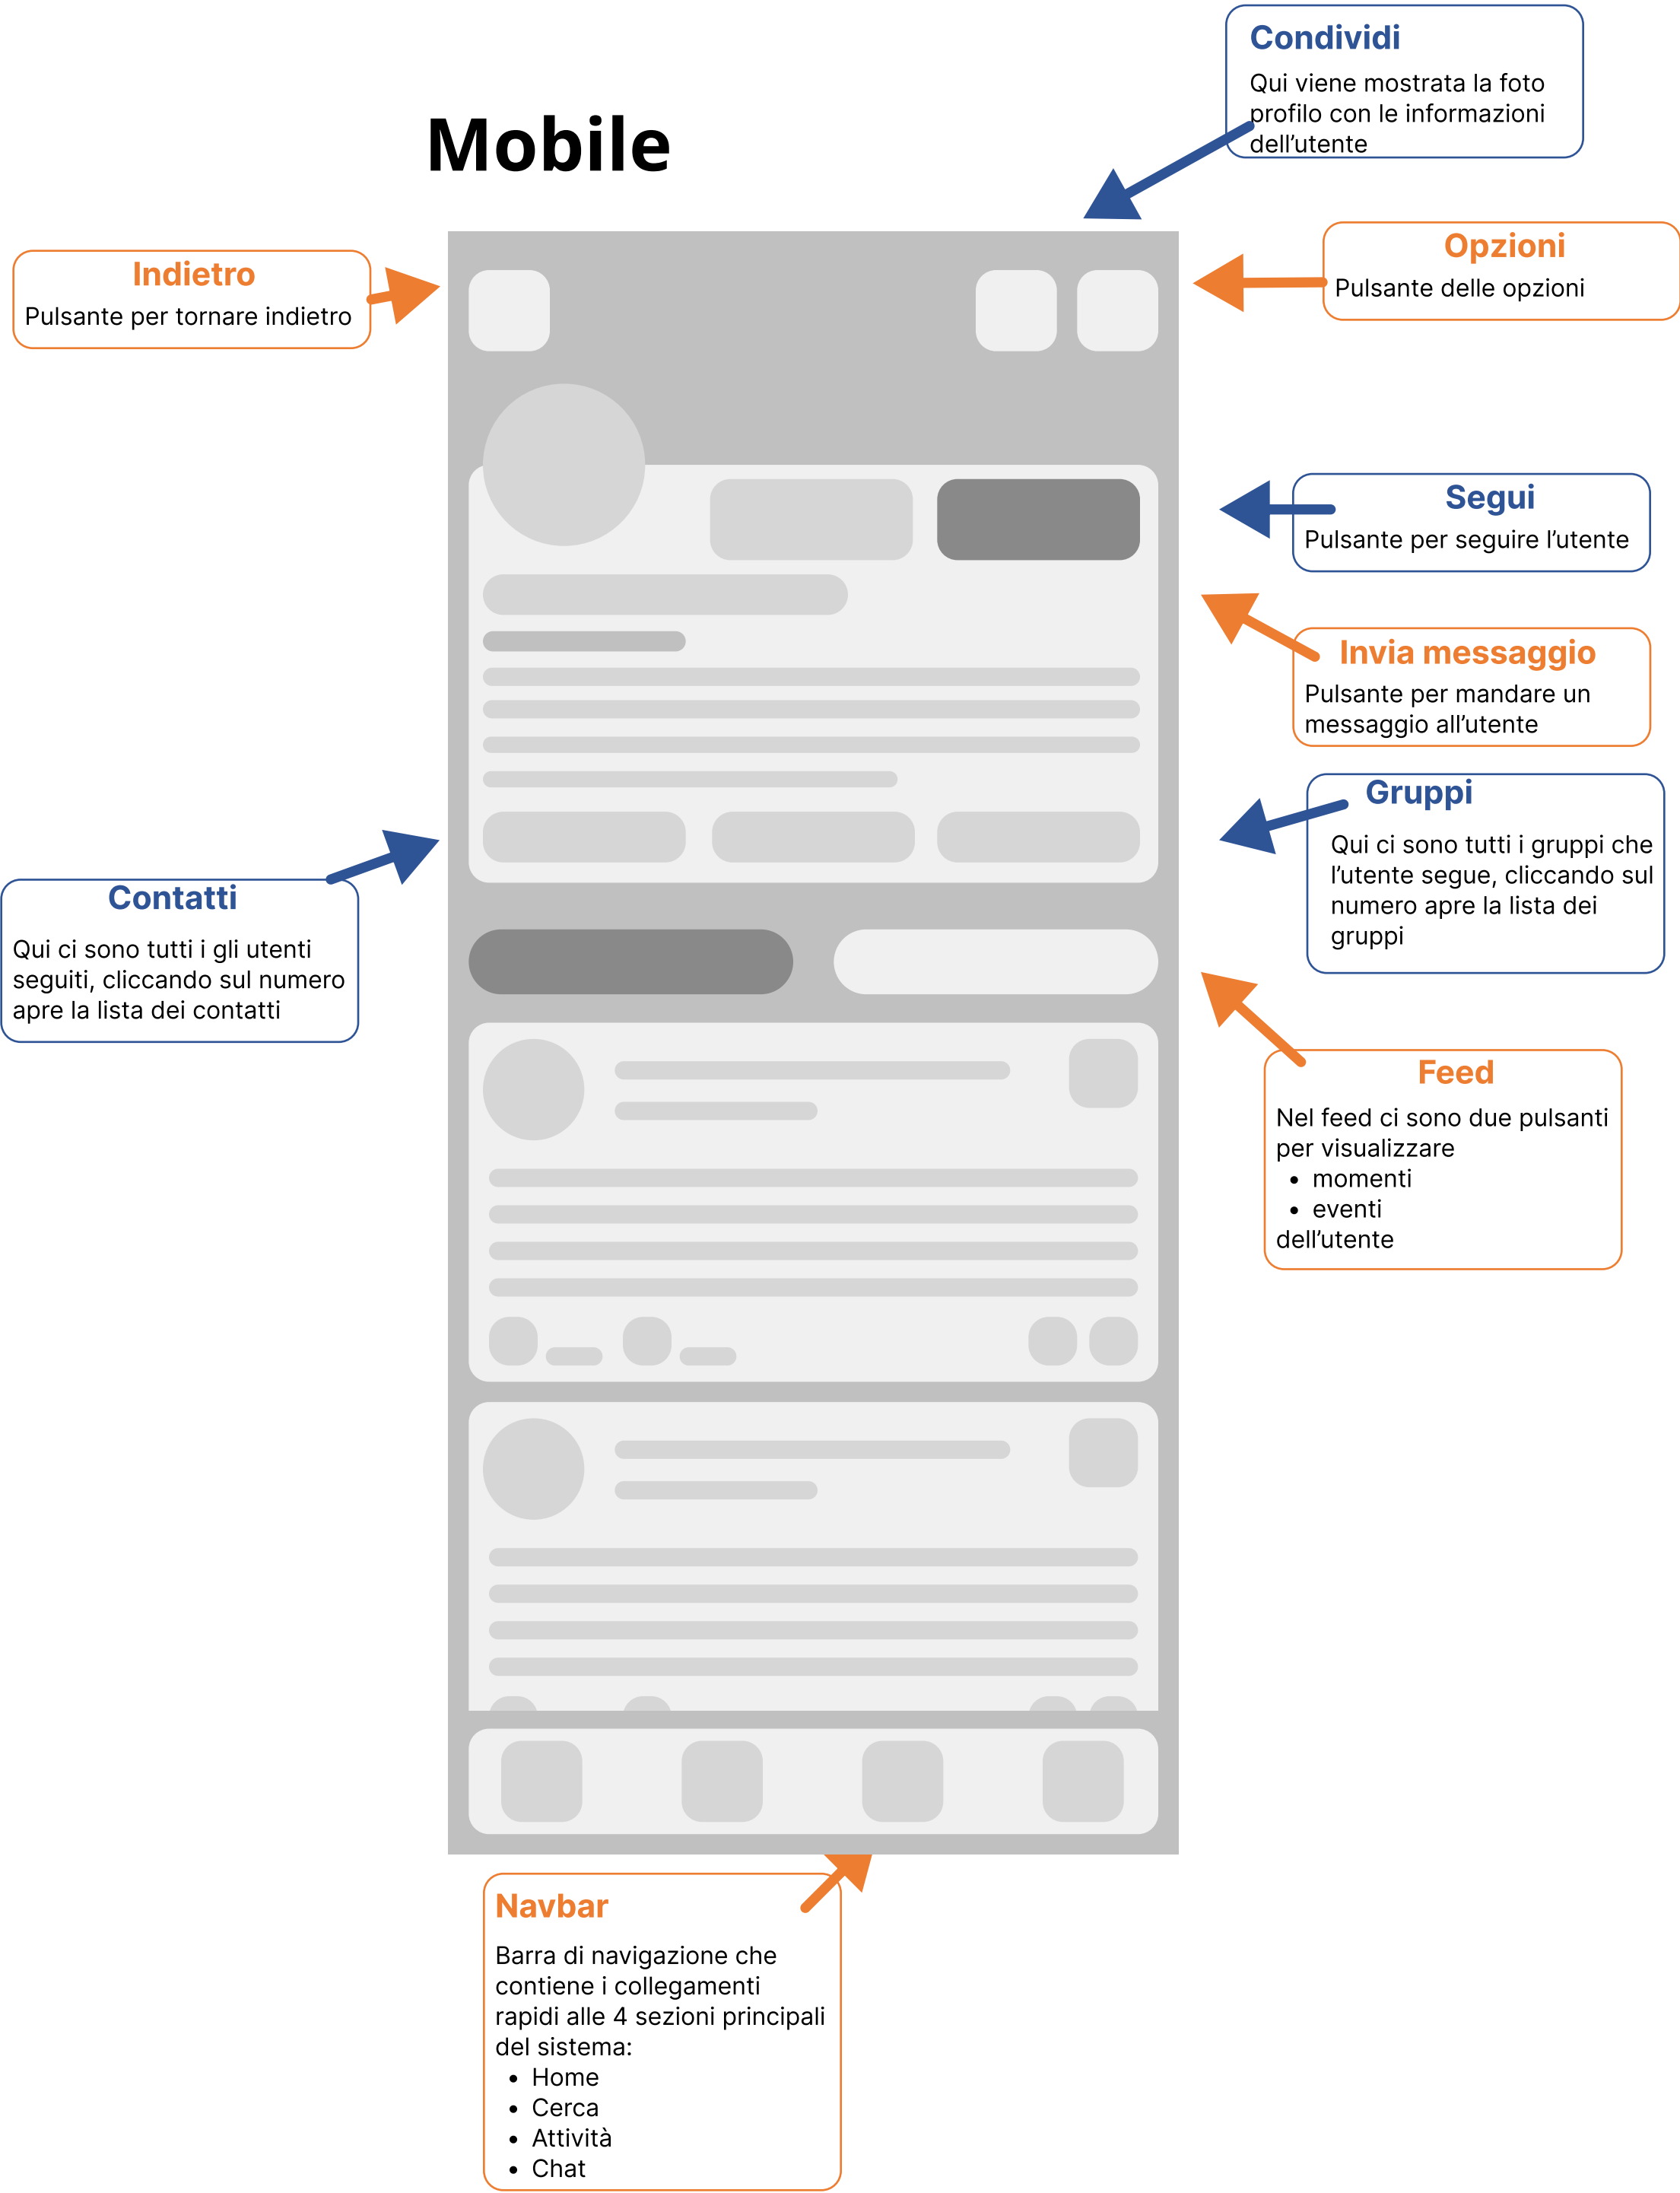 Condividi
Qui viene mostrata la foto
profilo con le informazioni
dell’utente
Mobile
Indietro
Pulsante per tornare indietro
Opzioni
Pulsante delle opzioni
Segui
Pulsante per seguire l’utente
Invia messaggio
Pulsante per mandare un
messaggio all’utente
Gruppi
Qui ci sono tutti i gruppi che
l’utente segue, cliccando sul
numero apre la lista dei
gruppi
Contatti
Qui ci sono tutti i gli utenti
seguiti, cliccando sul numero
apre la lista dei contatti
Feed
Nel feed ci sono due pulsanti
per visualizzare
• momenti
• eventi
dell’utente
Navbar
Barra di navigazione che
contiene i collegamenti
rapidi alle 4 sezioni principali
del sistema:
• Home
• Cerca
• Attività
• Chat